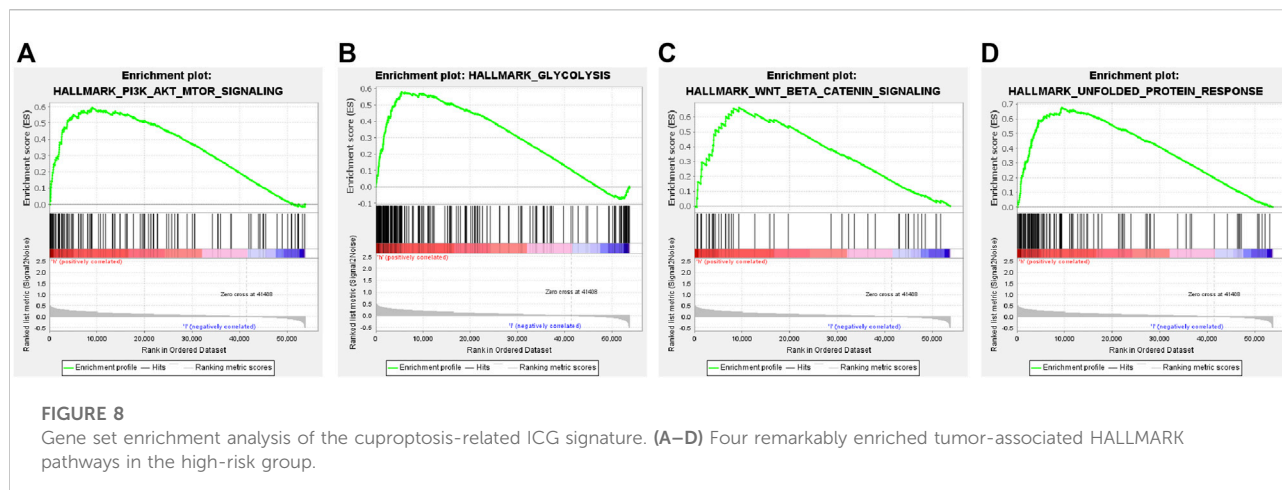 A
Enrichment plot:
HALLMARK_PI3K_AKT_MTOR_SIGNALING
Enrichment score (ES)
0.6
0.5
0.4
0.3
0.2
0.1
0.0
Ranked list metric (Signal2Noise)
2.5
2.0
1.5
1.0
0.5
0.0
-0.5
(positively correlated)
Zero cross at 41408
(negatively correlated)
0
10,000
20,000
30,000
40,000
50,000
Rank in Ordered Dataset
Enrichment profile
Hits
Ranking metric scores
B
Enrichment plot: HALLMARK_GLYCOLYSIS
Enrichment score (ES)
0.6
0.5
0.4
0.3
0.2
0.1
0.0
-0.1
Ranked list metric (Signal2Noise)
2.5
2.0
1.5
1.0
0.5
0.0
-0.5
(positively correlated)
Zero cross at 41408
(negatively correlated)
0
10,000
20,000
30,000
40,000
50,000
Rank in Ordered Dataset
Enrichment profile
Hits
Ranking metric scores
C
Enrichment plot:
HALLMARK_WNT_BETA_CATENIN_SIGNALING
Enrichment score (ES)
0.6
0.5
0.4
0.3
0.2
0.1
0.0
Ranked list metric (Signal2Noise)
2.5
2.0
1.5
1.0
0.5
0.0
-0.5
(positively correlated)
Zero cross at 41408
(negatively correlated)
0
10,000
20,000
30,000
40,000
50,000
Rank in Ordered Dataset
Enrichment profile
Hits
Ranking metric scores
D
Enrichment plot:
HALLMARK_UNFOLDED_PROTEIN_RESPONSE
Enrichment score (ES)
0.7
0.6
0.5
0.4
0.3
0.2
0.1
0.0
Ranked list metric (Signal2Noise)
2.5
2.0
1.5
1.0
0.5
0.0
-0.5
(positively correlated)
Zero cross at 41408
(negatively correlated)
0
10,000
20,000
30,000
40,000
50,000
Rank in Ordered Dataset
Enrichment profile
Hits
Ranking metric scores
FIGURE 8
Gene set enrichment analysis of the cuproptosis-related ICG signature. (A–D) Four remarkably enriched tumor-associated HALLMARK
pathways in the high-risk group.